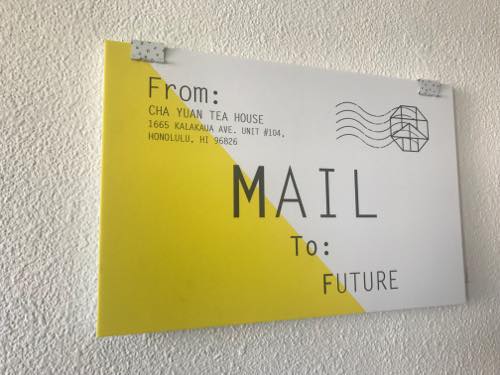 From:
CHA YUAN TEA HOUSE
1665 KALAKAUA AVE. UNIT #104,
HONOLULU, HI 96826
MAIL
To:
FUTURE